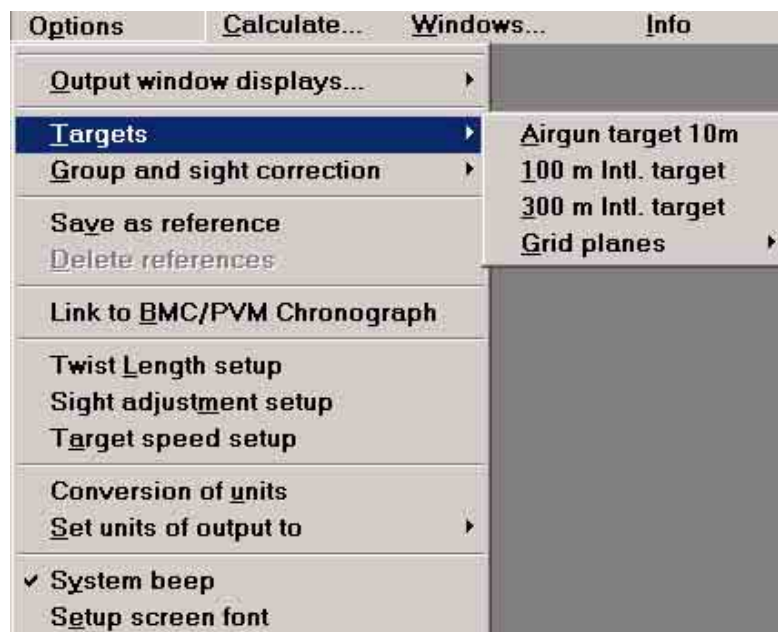 Options Calculate... Windows... Info
Output window displays...
Targets
Group and sight correction
Save as reference
Delete references
Link to BMC/PVM Chronograph
Twist Length setup
Sight adjustment setup
Target speed setup
Conversion of units
Set units of output to
System beep
Setup screen font
Airgun target 10m
100 m Intl. target
300 m Intl. target
Grid planes